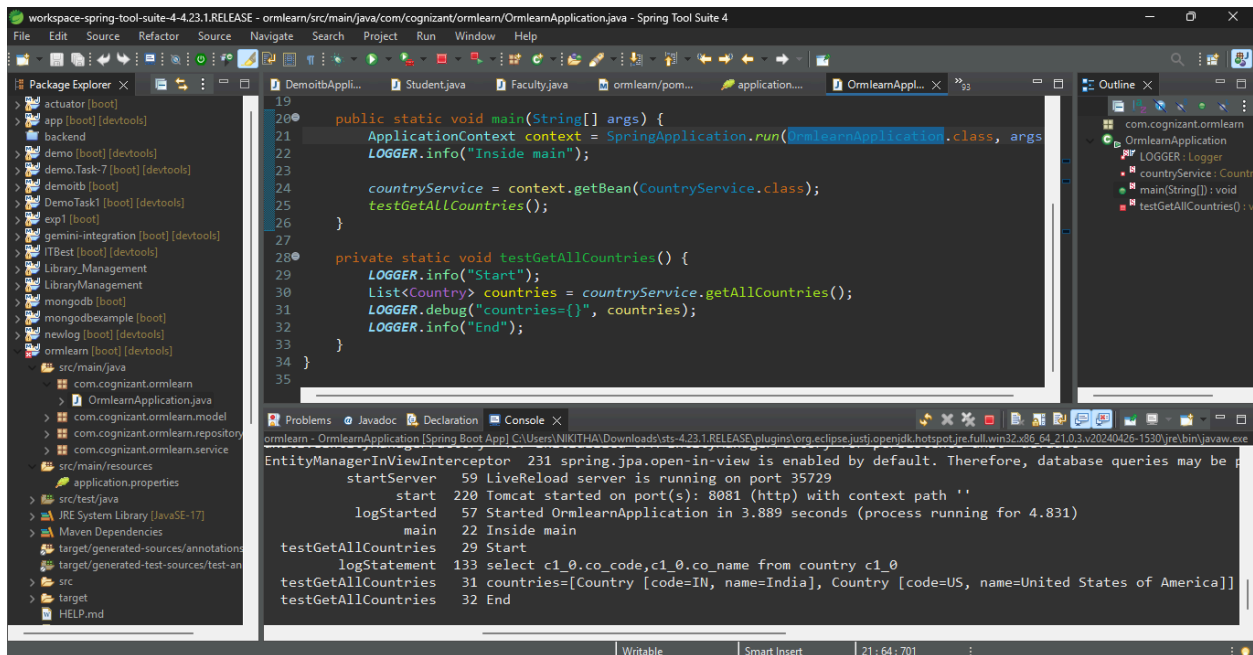 workspace-spring-tool-suite-4-4.23.1.RELEASE - ormlearn/src/main/java/com/cognizant/ormlearn/OrmlearnApplication.java - Spring Tool Suite 4
File Edit Source Refactor Source Navigate Search Project Run Window Help
Package Explorer
actuator [boot]
app [boot] [devtools]
backend
demo [boot] [devtools]
demo.Task-7 [boot] [devtools]
demoitb [boot]
DemoTask1 [boot] [devtools]
exp1 [boot]
gemini-integration [boot] [devtools]
ITBest [boot] [devtools]
Library_Management
LibraryManagement
mongodb [boot]
mongodbexample [boot]
newlog [boot] [devtools]
ormlearn [boot] [devtools]
src/main/java
com.cognizant.ormlearn
OrmlearnApplication.java
com.cognizant.ormlearn.model
com.cognizant.ormlearn.repository
com.cognizant.ormlearn.service
src/main/resources
application.properties
src/test/java
JRE System Library [JavaSE-17]
Maven Dependencies
target/generated-sources/annotations
target/generated-test-sources/test-an
src
target
HELP.md
DemoitbAppli... Student.java Faculty.java ormlearn/pom... application.... OrmlearnAppl... 93
19
20 public static void main(String[] args) {
21 ApplicationContext context = SpringApplication.run(OrmlearnApplication.class, args
22 LOGGER.info("Inside main");
23
24 countryService = context.getBean(CountryService.class);
25 testGetAllCountries();
26 }
27
28 private static void testGetAllCountries() {
29 LOGGER.info("Start");
30 List<Country> countries = countryService.getAllCountries();
31 LOGGER.debug("countries={}", countries);
32 LOGGER.info("End");
33 }
34 }
35
Outline
com.cognizant.ormlearn
OrmlearnApplication
LOGGER : Logger
countryService : Countr
main(String[]) : void
testGetAllCountries() : v
Problems Javadoc Declaration Console
ormlearn - OrmlearnApplication [Spring Boot App] C:\Users\NIKITHA\Downloads\sts-4.23.1.RELEASE\plugins\org.eclipse.justj.openjdk.hotspot.jre.full.win32.x86_64_21.0.3.v20240426-1530\jre\bin\javaw.exe
EntityManagerInViewInterceptor 231 spring.jpa.open-in-view is enabled by default. Therefore, database queries may be p
startServer 59 LiveReload server is running on port 35729
start 220 Tomcat started on port(s): 8081 (http) with context path ''
logStarted 57 Started OrmlearnApplication in 3.889 seconds (process running for 4.831)
main 22 Inside main
testGetAllCountries 29 Start
logStatement 133 select c1_0.co_code,c1_0.co_name from country c1_0
testGetAllCountries 31 countries=[Country [code=IN, name=India], Country [code=US, name=United States of America]]
testGetAllCountries 32 End
Writable Smart Insert 21 : 64 : 701